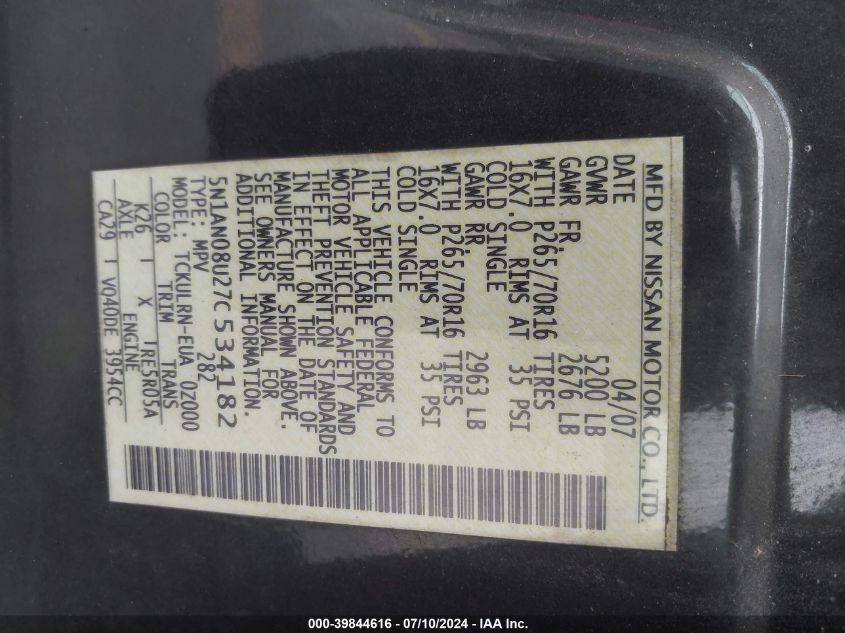 MFD BY NISSAN MOTOR CO., LTD.
DATE 04/07
GVWR 5200 LB
GAWR FR. 2676 LB
WITH P265/70R16 TIRES
16X7.0 RIMS AT 35 PSI
COLD SINGLE
GAWR RR. 2963 LB
WITH P265/70R16 TIRES
16X7.0 RIMS AT 35 PSI
COLD SINGLE
THIS VEHICLE CONFORMS TO
ALL APPLICABLE FEDERAL
MOTOR VEHICLE SAFETY AND
THEFT PREVENTION STANDARDS
IN EFFECT ON THE DATE OF
MANUFACTURE SHOWN ABOVE.
SEE OWNERS MANUAL FOR
ADDITIONAL INFORMATION.
5N1AN08U27C534182
TYPE: MPV 282
MODEL: TCKULRN-EUA 0Z000
COLOR TRIM TRANS
K26 | X |RE5R05A
AXLE ENGINE
CA29 | VQ40DE 3954CC
000-39844616 - 07/10/2024 - IAA Inc.